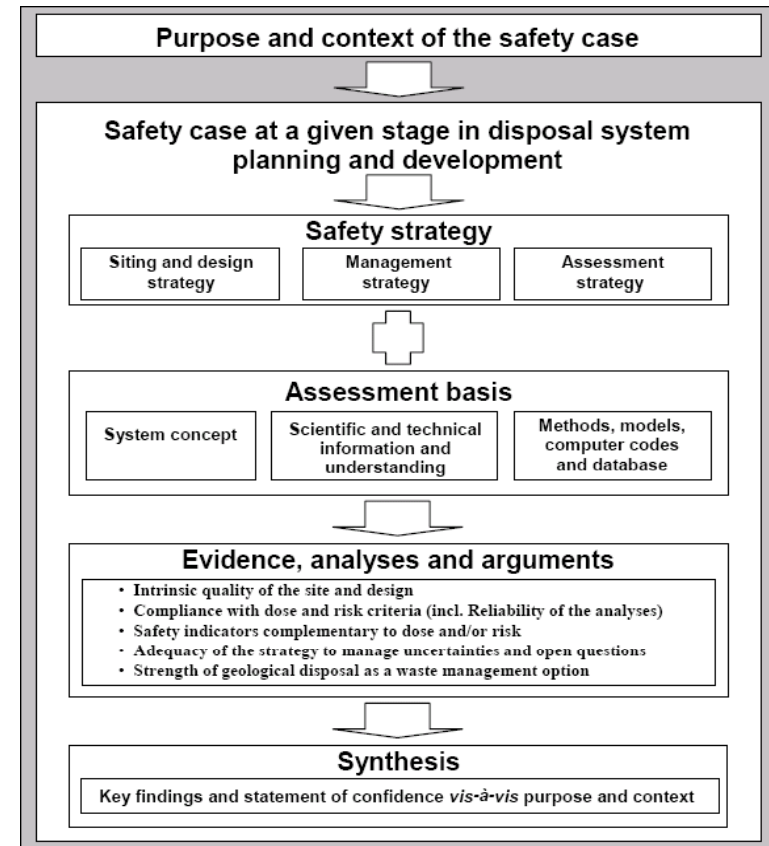 Purpose and context of the safety case
Safety case at a given stage in disposal system
planning and development
Safety strategy
Siting and design
strategy
Management
strategy
Assessment
strategy
Assessment basis
System concept
Scientific and technical
information and
understanding
Methods, models,
computer codes
and database
Evidence, analyses and arguments
• Intrinsic quality of the site and design
• Compliance with dose and risk criteria (incl. Reliability of the analyses)
• Safety indicators complementary to dose and/or risk
• Adequacy of the strategy to manage uncertainties and open questions
• Strength of geological disposal as a waste management option
Synthesis
Key findings and statement of confidence vis-à-vis purpose and context